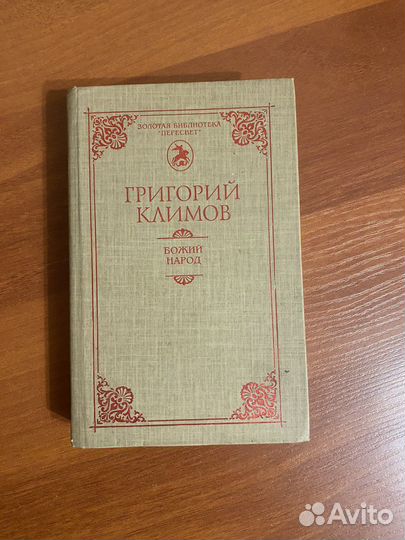 ЗОЛОТАЯ БИБЛИОТЕКА
"ПЕРЕСВЕТ"
ГРИГОРИЙ
КЛИМОВ
БОЖИЙ
НАРОД
Avito